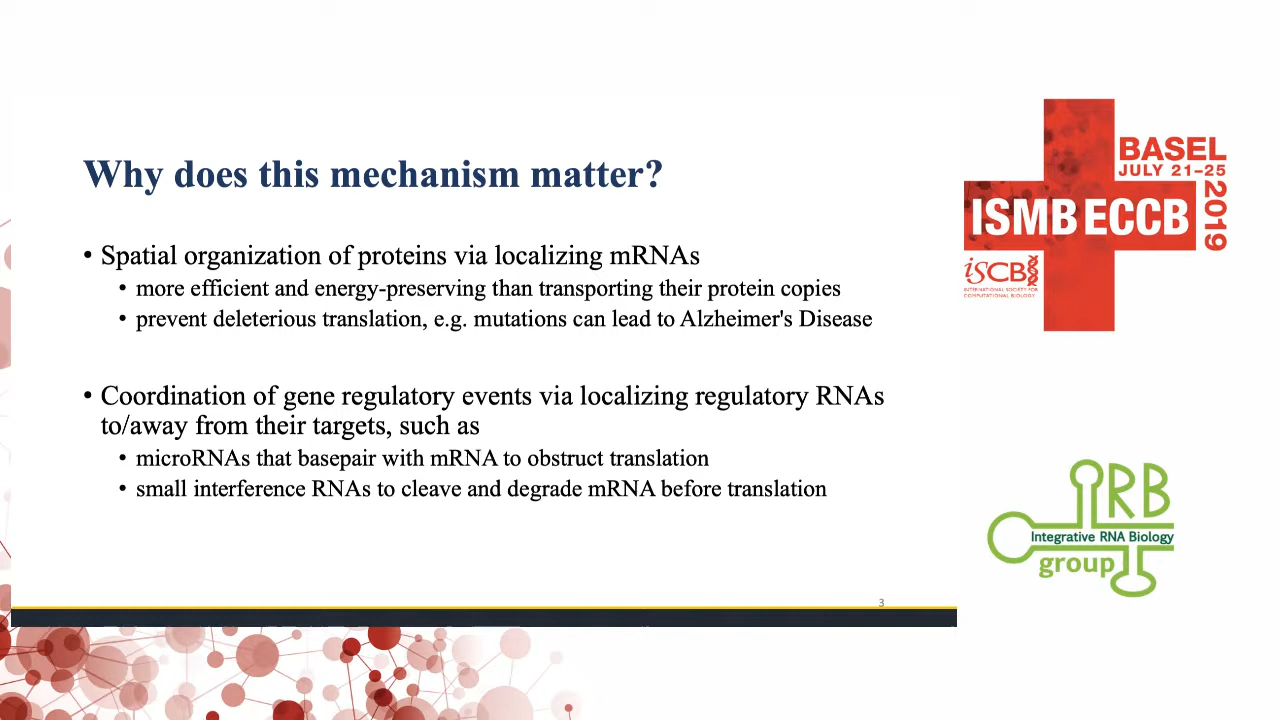 Why does this mechanism matter?
• Spatial organization of proteins via localizing mRNAs
• more efficient and energy-preserving than transporting their protein copies
• prevent deleterious translation, e.g. mutations can lead to Alzheimer's Disease
• Coordination of gene regulatory events via localizing regulatory RNAs
to/away from their targets, such as
• microRNAs that basepair with mRNA to obstruct translation
• small interference RNAs to cleave and degrade mRNA before translation
3
BASEL
JULY 21–25
2019
ISMB ECCB
iSCB
INTERNATIONAL SOCIETY FOR
COMPUTATIONAL BIOLOGY
IRB
Integrative RNA Biology
group